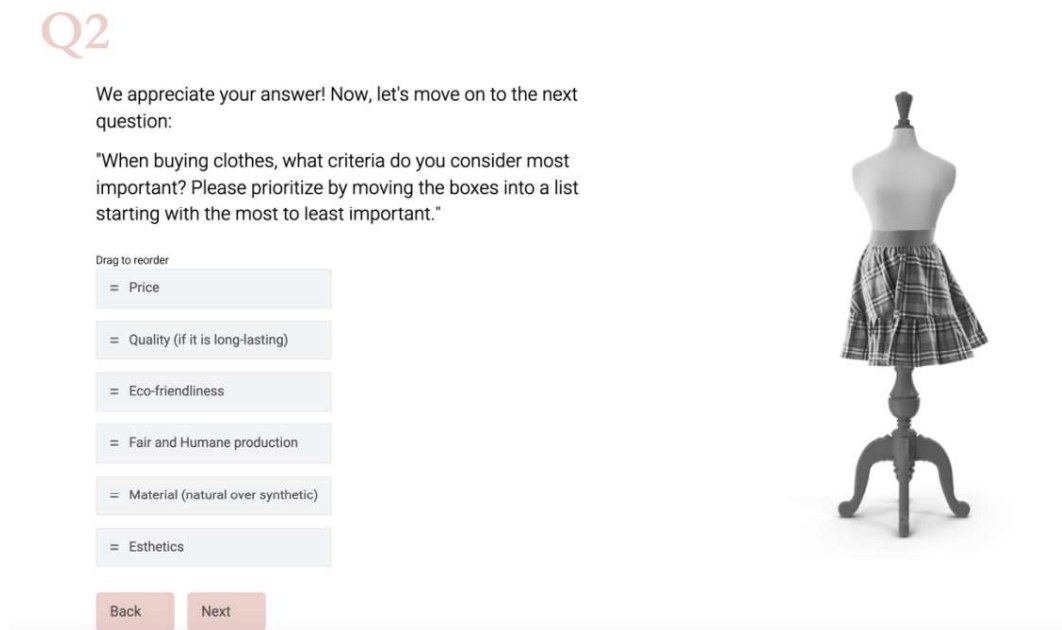 Q2
We appreciate your answer! Now, let's move on to the next
question:
"When buying clothes, what criteria do you consider most
important? Please prioritize by moving the boxes into a list
starting with the most to least important."
Drag to reorder
= Price
= Quality (if it is long-lasting)
= Eco-friendliness
= Fair and Humane production
= Material (natural over synthetic)
= Esthetics
Back
Next